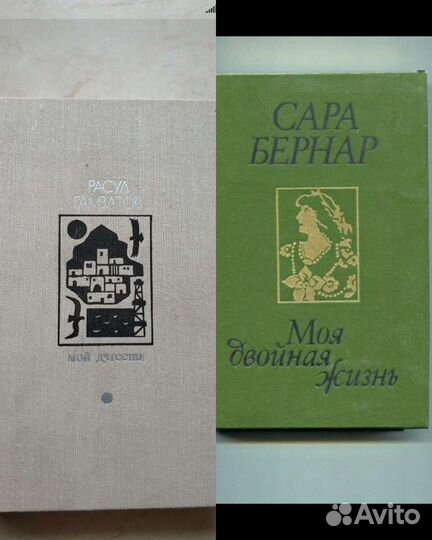 РАСУЛ
ГАМЗАТОВ
мой дагестан
САРА
БЕРНАР
Моя
двойная
жизнь
Avito